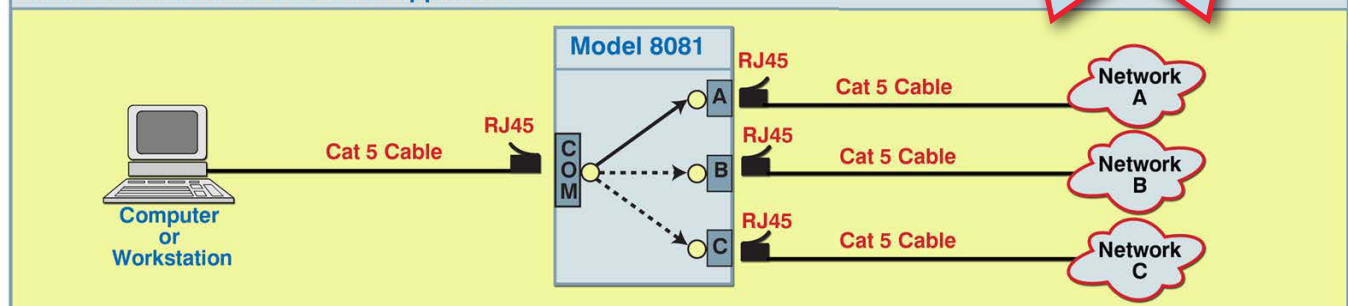 Model 8081
RJ45
Cat 5 Cable
Network
A
A
RJ45
Cat 5 Cable
COM
RJ45
Cat 5 Cable
Network
B
B
Computer
or
Workstation
RJ45
Cat 5 Cable
Network
C
C